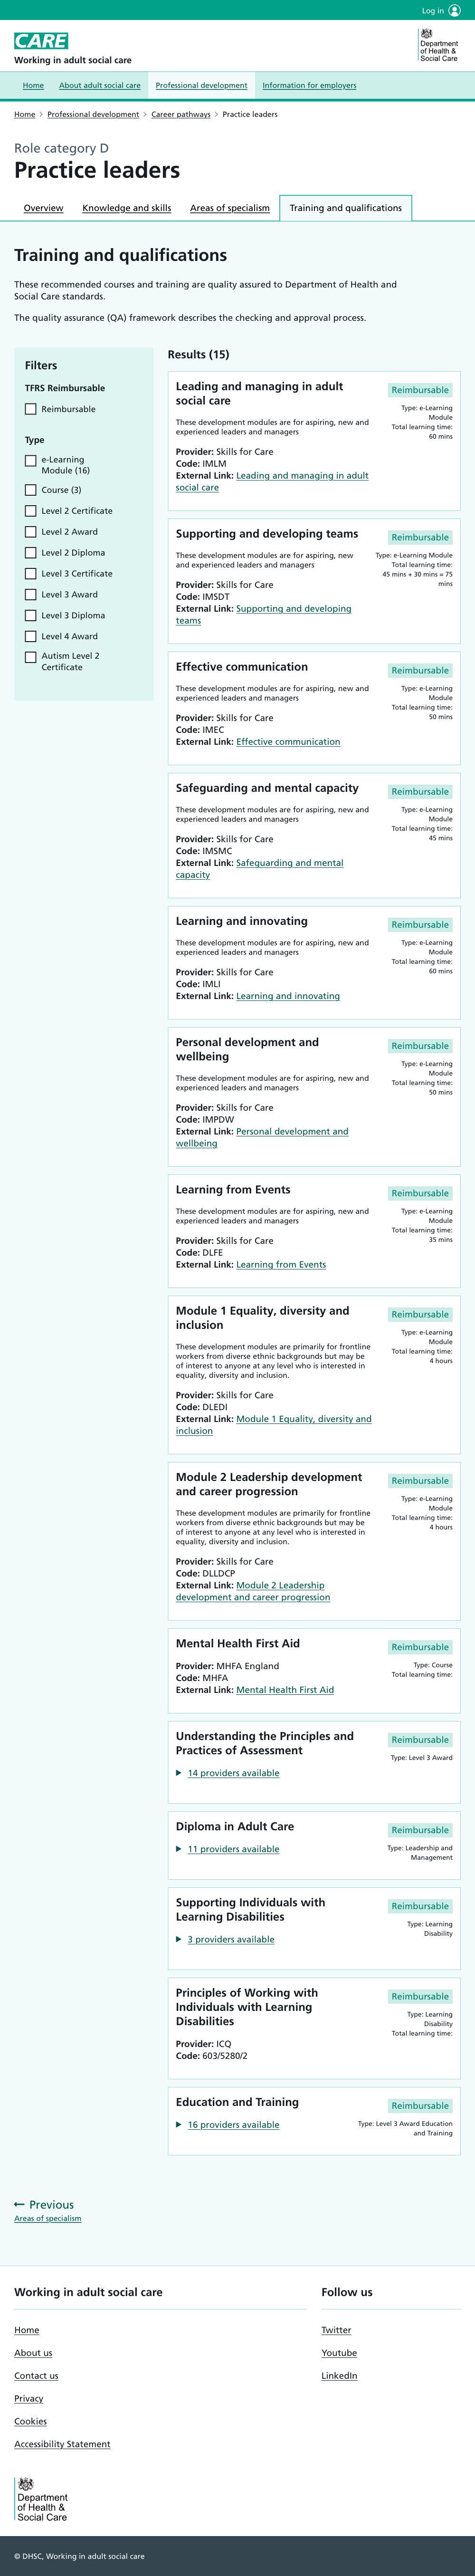 Log in
CARE
Working in adult social care
Department
of Health &
Social Care
Home
About adult social care
Professional development
Information for employers
Home
Professional development
Career pathways
Practice leaders
Role category D
Practice leaders
Overview
Knowledge and skills
Areas of specialism
Training and qualifications
Training and qualifications
These recommended courses and training are quality assured to Department of Health and
Social Care standards.
The quality assurance (QA) framework describes the checking and approval process.
Filters
TFRS Reimbursable
Reimbursable
Type
e-Learning
Module (16)
Course (3)
Level 2 Certificate
Level 2 Award
Level 2 Diploma
Level 3 Certificate
Level 3 Award
Level 3 Diploma
Level 4 Award
Autism Level 2
Certificate
Results (15)
Leading and managing in adult
social care
These development modules are for aspiring, new and
experienced leaders and managers
Provider: Skills for Care
Code: IMLM
External Link: Leading and managing in adult
social care
Reimbursable
Type: e-Learning
Module
Total learning time:
60 mins
Supporting and developing teams
These development modules are for aspiring, new
and experienced leaders and managers
Provider: Skills for Care
Code: IMSDT
External Link: Supporting and developing
teams
Reimbursable
Type: e-Learning Module
Total learning time:
45 mins + 30 mins = 75
mins
Effective communication
These development modules are for aspiring, new and
experienced leaders and managers
Provider: Skills for Care
Code: IMEC
External Link: Effective communication
Reimbursable
Type: e-Learning
Module
Total learning time:
50 mins
Safeguarding and mental capacity
These development modules are for aspiring, new and
experienced leaders and managers
Provider: Skills for Care
Code: IMSMC
External Link: Safeguarding and mental
capacity
Reimbursable
Type: e-Learning
Module
Total learning time:
45 mins
Learning and innovating
These development modules are for aspiring, new and
experienced leaders and managers
Provider: Skills for Care
Code: IMLI
External Link: Learning and innovating
Reimbursable
Type: e-Learning
Module
Total learning time:
60 mins
Personal development and
wellbeing
These development modules are for aspiring, new and
experienced leaders and managers
Provider: Skills for Care
Code: IMPDW
External Link: Personal development and
wellbeing
Reimbursable
Type: e-Learning
Module
Total learning time:
50 mins
Learning from Events
These development modules are for aspiring, new and
experienced leaders and managers
Provider: Skills for Care
Code: DLFE
External Link: Learning from Events
Reimbursable
Type: e-Learning
Module
Total learning time:
35 mins
Module 1 Equality, diversity and
inclusion
These development modules are primarily for frontline
workers from diverse ethnic backgrounds but may be
of interest to anyone at any level who is interested in
equality, diversity and inclusion.
Provider: Skills for Care
Code: DLEDI
External Link: Module 1 Equality, diversity and
inclusion
Reimbursable
Type: e-Learning
Module
Total learning time:
4 hours
Module 2 Leadership development
and career progression
These development modules are primarily for frontline
workers from diverse ethnic backgrounds but may be
of interest to anyone at any level who is interested in
equality, diversity and inclusion.
Provider: Skills for Care
Code: DLLDCP
External Link: Module 2 Leadership
development and career progression
Reimbursable
Type: e-Learning
Module
Total learning time:
4 hours
Mental Health First Aid
Provider: MHFA England
Code: MHFA
External Link: Mental Health First Aid
Reimbursable
Type: Course
Total learning time:
Understanding the Principles and
Practices of Assessment
14 providers available
Reimbursable
Type: Level 3 Award
Diploma in Adult Care
11 providers available
Reimbursable
Type: Leadership and
Management
Supporting Individuals with
Learning Disabilities
3 providers available
Reimbursable
Type: Learning
Disability
Principles of Working with
Individuals with Learning
Disabilities
Provider: ICQ
Code: 603/5280/2
Reimbursable
Type: Learning
Disability
Total learning time:
Education and Training
16 providers available
Reimbursable
Type: Level 3 Award Education
and Training
Previous
Areas of specialism
Working in adult social care
Home
About us
Contact us
Privacy
Cookies
Accessibility Statement
Follow us
Twitter
Youtube
LinkedIn
Department
of Health &
Social Care
© DHSC, Working in adult social care